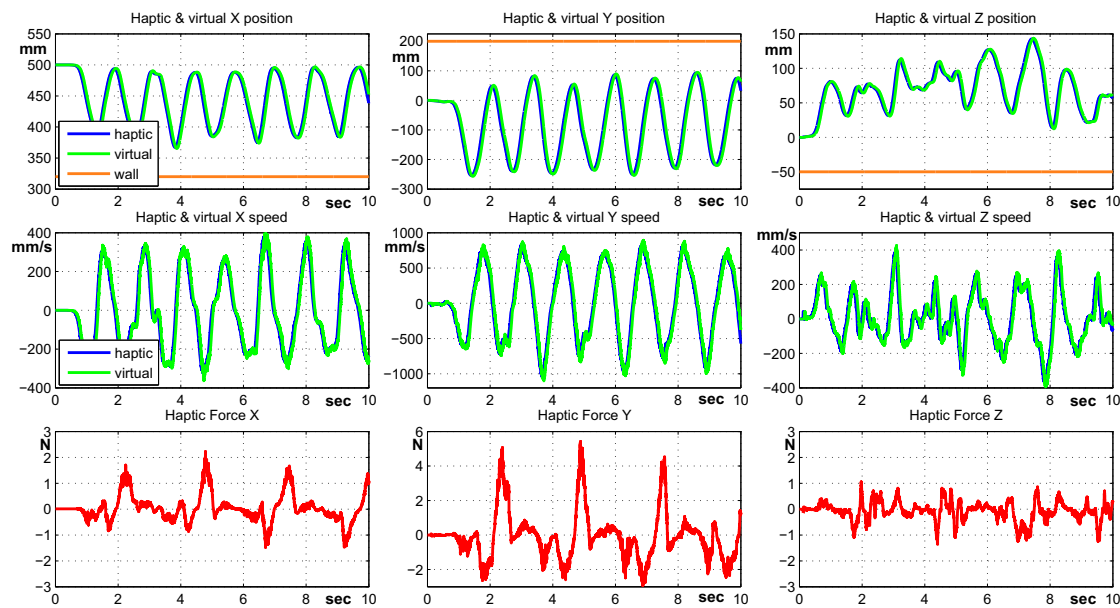 Haptic & virtual X position
550
mm
500
450
400
350
300
haptic
virtual
wall
0 2 4 6 8 sec 10
Haptic & virtual Y position
200
mm
100
0
−100
−200
−300
0 2 4 6 8 sec 10
Haptic & virtual Z position
150
mm
100
50
0
−50
0 2 4 6 8 sec 10
Haptic & virtual X speed
400
mm/s
200
0
−200
−400
haptic
virtual
0 2 4 6 8 sec 10
Haptic & virtual Y speed
1000
mm/s
500
0
−500
−1000
0 2 4 6 8 sec 10
Haptic & virtual Z speed
mm/s
400
200
0
−200
−400
0 2 4 6 8 sec 10
Haptic Force X
3
N
2
1
0
−1
−2
−3
0 2 4 6 8 sec 10
Haptic Force Y
6
N
4
2
0
−2
0 2 4 6 8 sec 10
Haptic Force Z
3
N
2
1
0
−1
−2
−3
0 2 4 6 8 sec 10